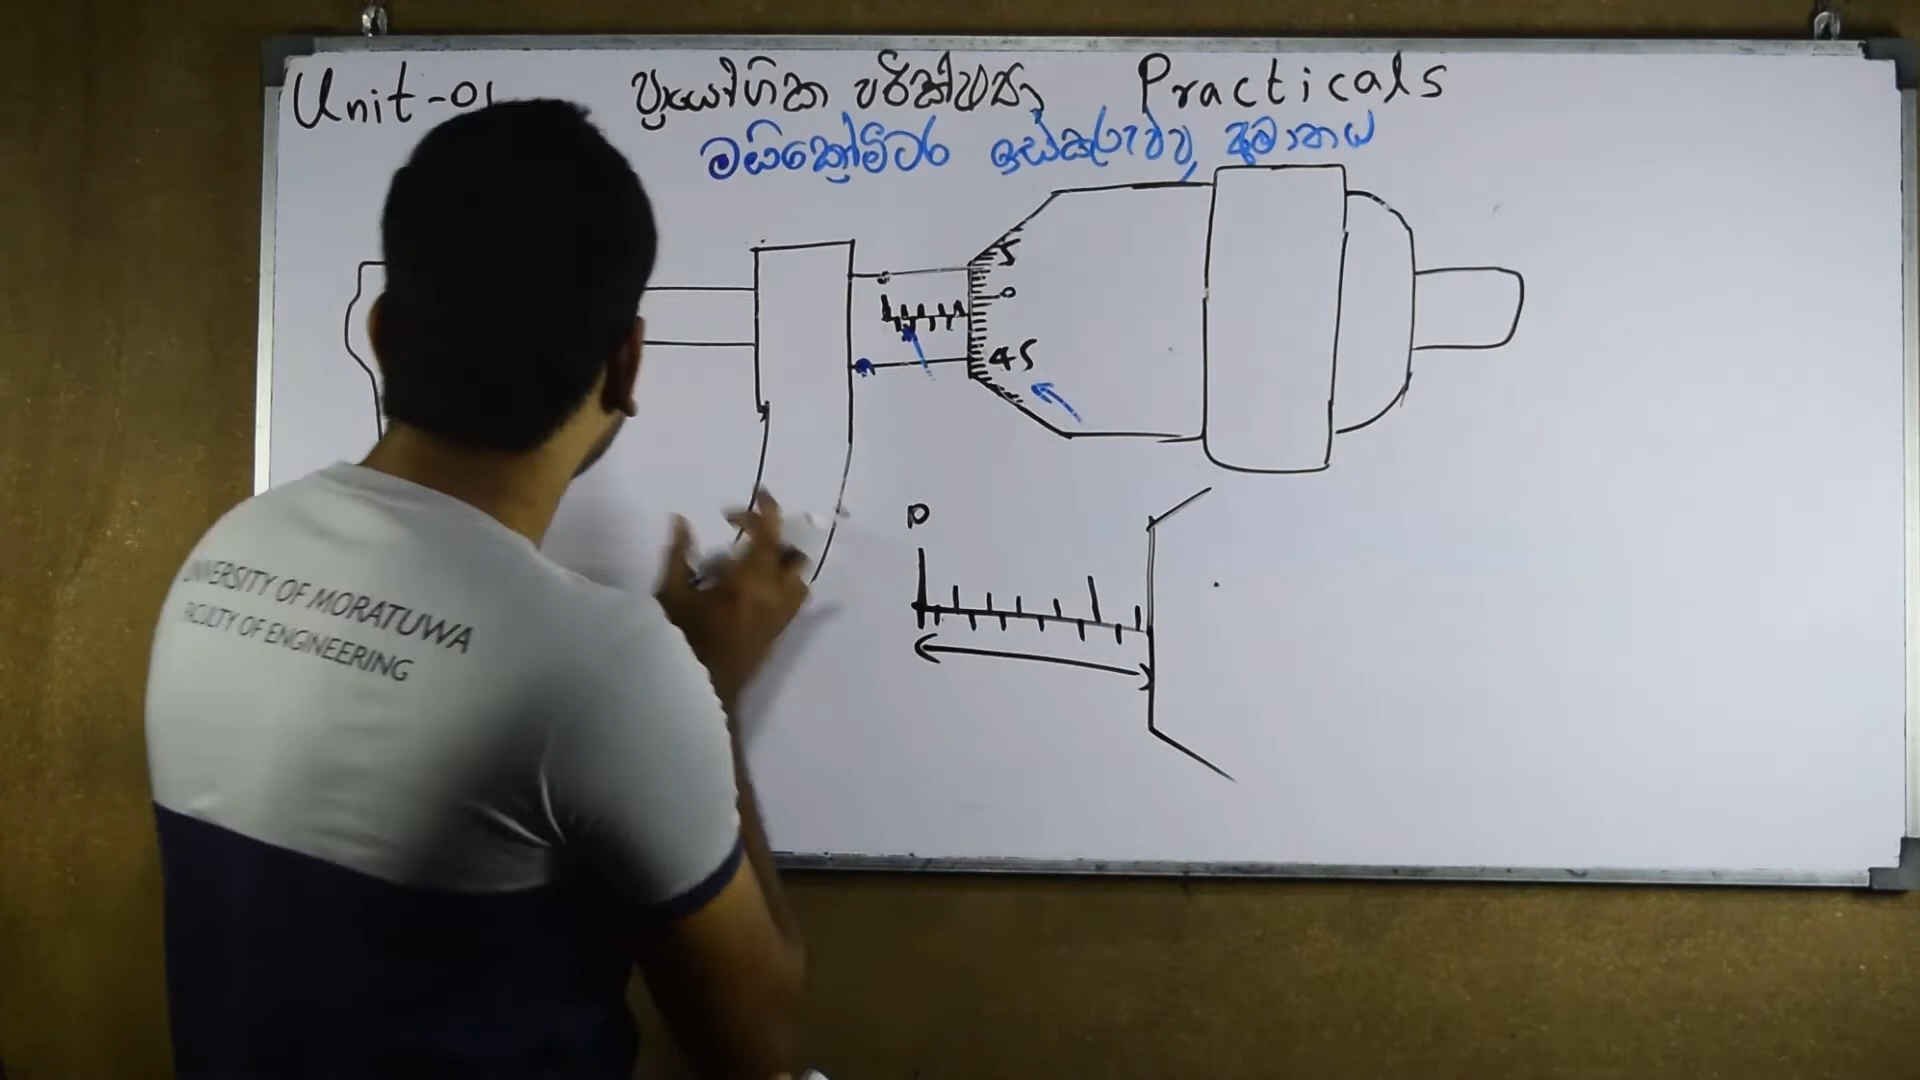 Unit-01 ප්‍රායෝගික පරීක්ෂණ Practicals
මයික්‍රෝමීටර ඉස්කුරුප්පු ආමානය
5
0
45
0
UNIVERSITY OF MORATUWA
FACULTY OF ENGINEERING